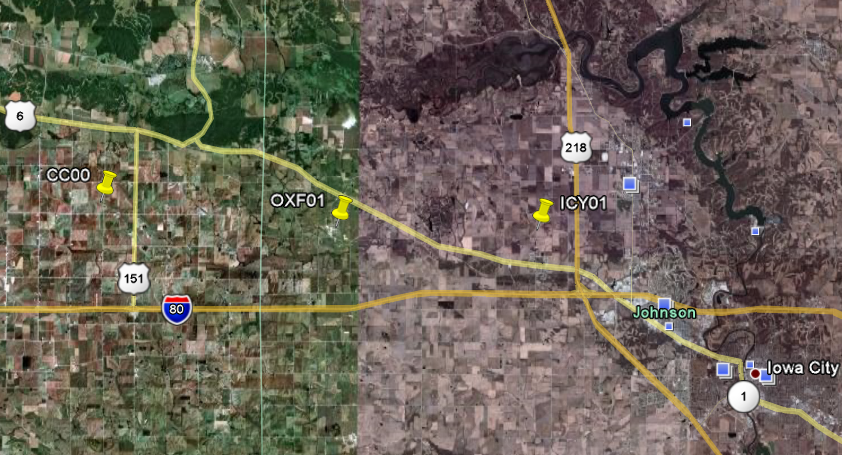 6
218
CC00
OXF01
ICY01
151
80
Johnson
Iowa City
1